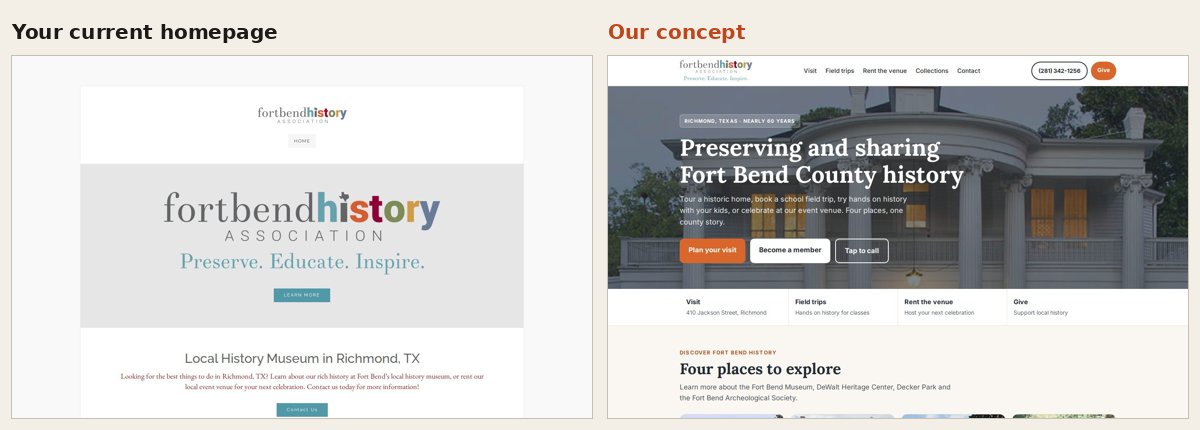 Your current homepage
fortbendhistory
ASSOCIATION
HOME
fortbendhistory
ASSOCIATION
Preserve. Educate. Inspire.
LEARN MORE
Local History Museum in Richmond, TX
Looking for the best things to do in Richmond, TX? Learn about our rich history at Fort Bend's local history museum, or rent our
local event venue for your next celebration. Contact us today for more information!
Contact Us
Our concept
fortbendhistory
ASSOCIATION
Preserve. Educate. Inspire.
Visit Field trips Rent the venue Collections Contact
(281) 342-1256 Give
RICHMOND, TEXAS · NEARLY 60 YEARS
Preserving and sharing
Fort Bend County history
Tour a historic home, book a school field trip, try hands on history
with your kids, or celebrate at our event venue. Four places, one
county story.
Plan your visit Become a member Tap to call
Visit Field trips Rent the venue Give
410 Jackson Street, Richmond Hands on history for classes Host your next celebration Support local history
DISCOVER FORT BEND HISTORY
Four places to explore
Learn more about the Fort Bend Museum, DeWalt Heritage Center, Decker Park and
the Fort Bend Archeological Society.